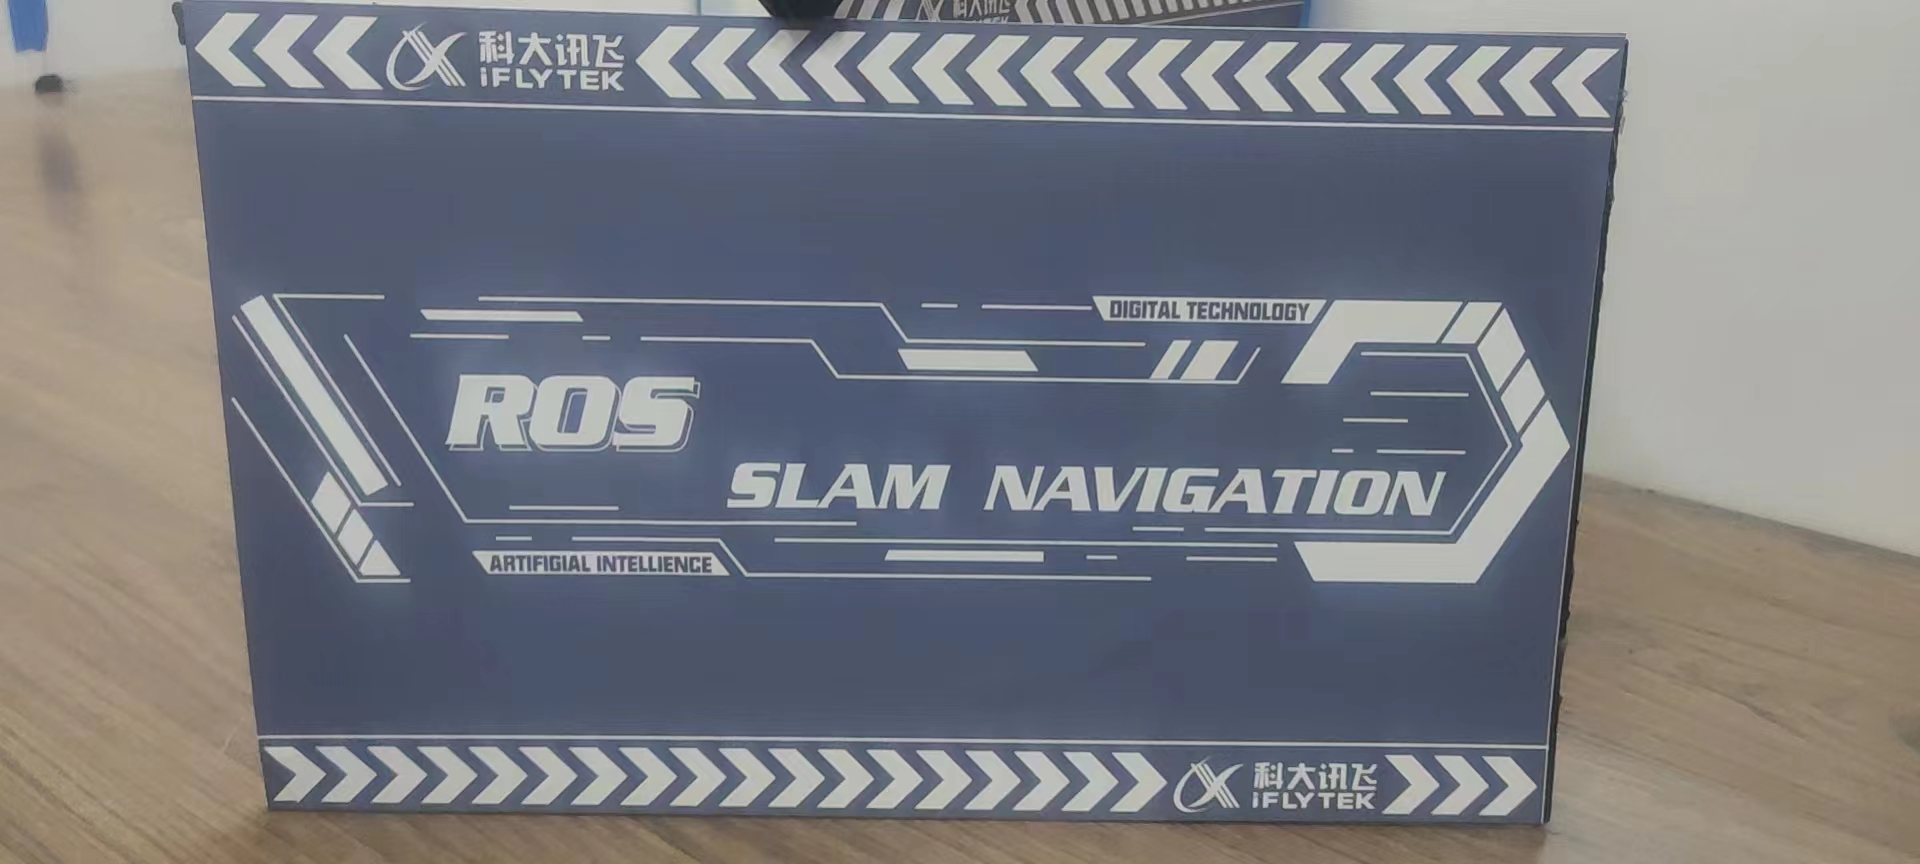 科大讯飞
iFLYTEK
DIGITAL TECHNOLOGY
ROS
SLAM NAVIGATION
ARTIFIGIAL INTELLIENCE
科大讯飞
iFLYTEK